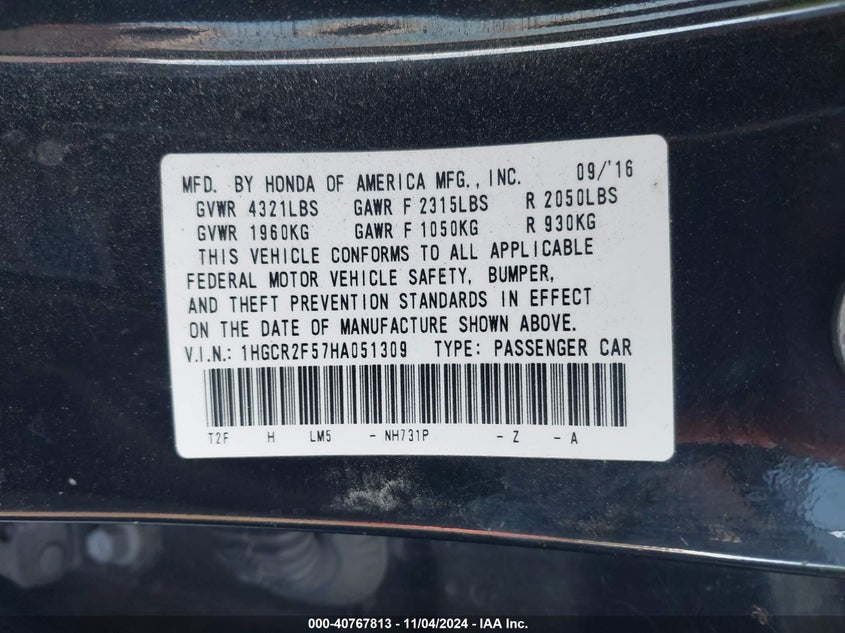 MFD. BY HONDA OF AMERICA MFG., INC. 09/'16
GVWR 4321LBS GAWR F 2315LBS R 2050LBS
GVWR 1960KG GAWR F 1050KG R 930KG
THIS VEHICLE CONFORMS TO ALL APPLICABLE
FEDERAL MOTOR VEHICLE SAFETY, BUMPER,
AND THEFT PREVENTION STANDARDS IN EFFECT
ON THE DATE OF MANUFACTURE SHOWN ABOVE.
V.I.N.: 1HGCR2F57HA051309 TYPE: PASSENGER CAR
T2F H LM5 - NH731P - Z - A
000-40767813 - 11/04/2024 - IAA Inc.